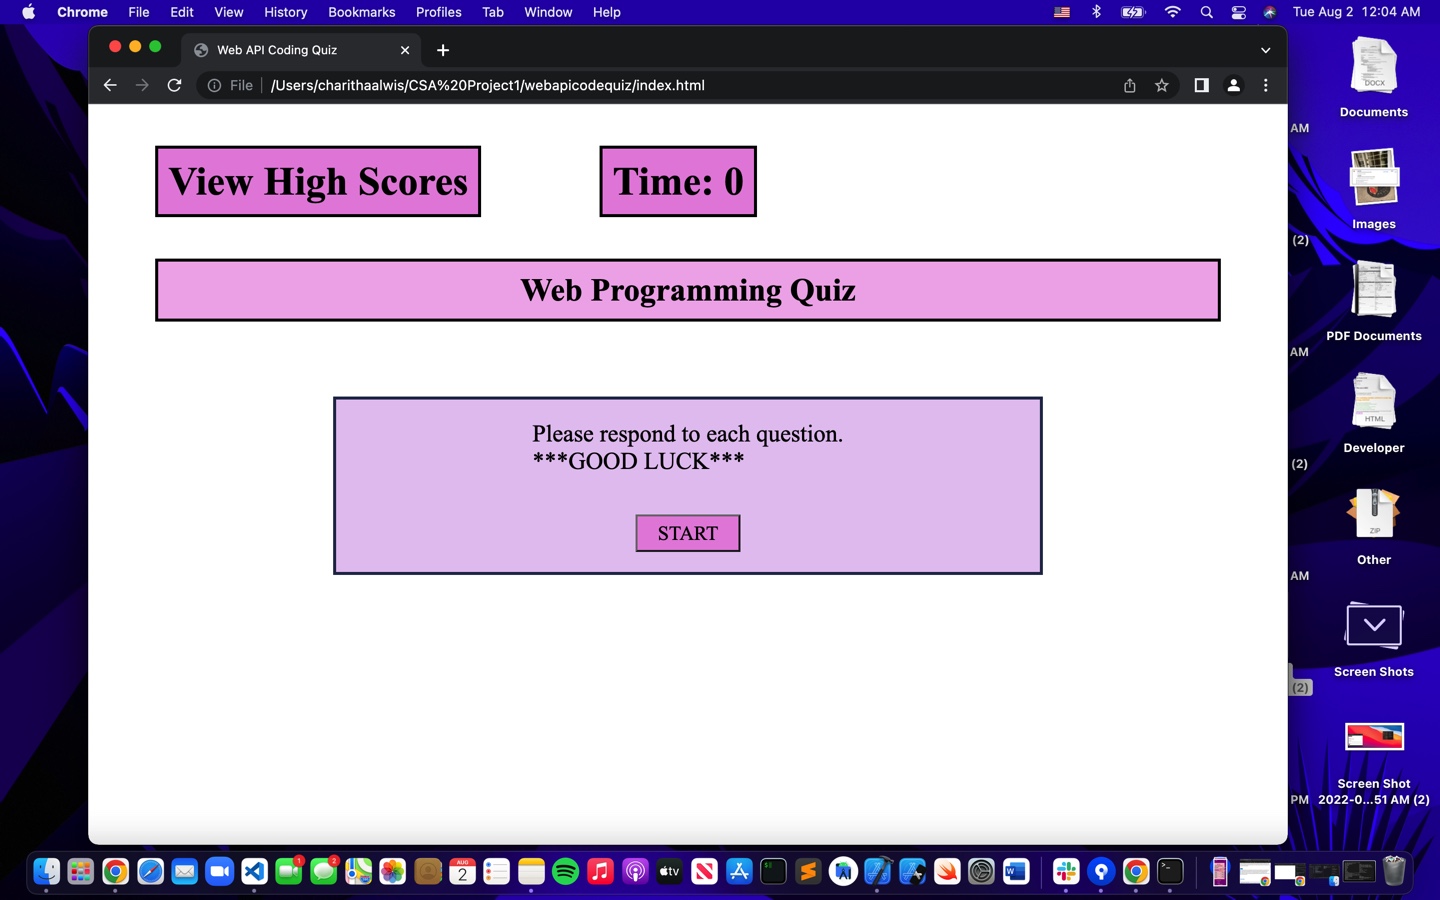 Chrome File Edit View History Bookmarks Profiles Tab Window Help Tue Aug 2 12:04 AM
Web API Coding Quiz
File /Users/charithaalwis/CSA%20Project1/webapicodequiz/index.html
View High Scores Time: 0
Web Programming Quiz
Please respond to each question.
***GOOD LUCK***
START
DOCX
Documents
AM
Images
(2)
PDF Documents
AM
HTML
Developer
(2)
ZIP
Other
AM
Screen Shots
(2)
Screen Shot
PM 2022-0...51 AM (2)
1 2 AUG 2 tv